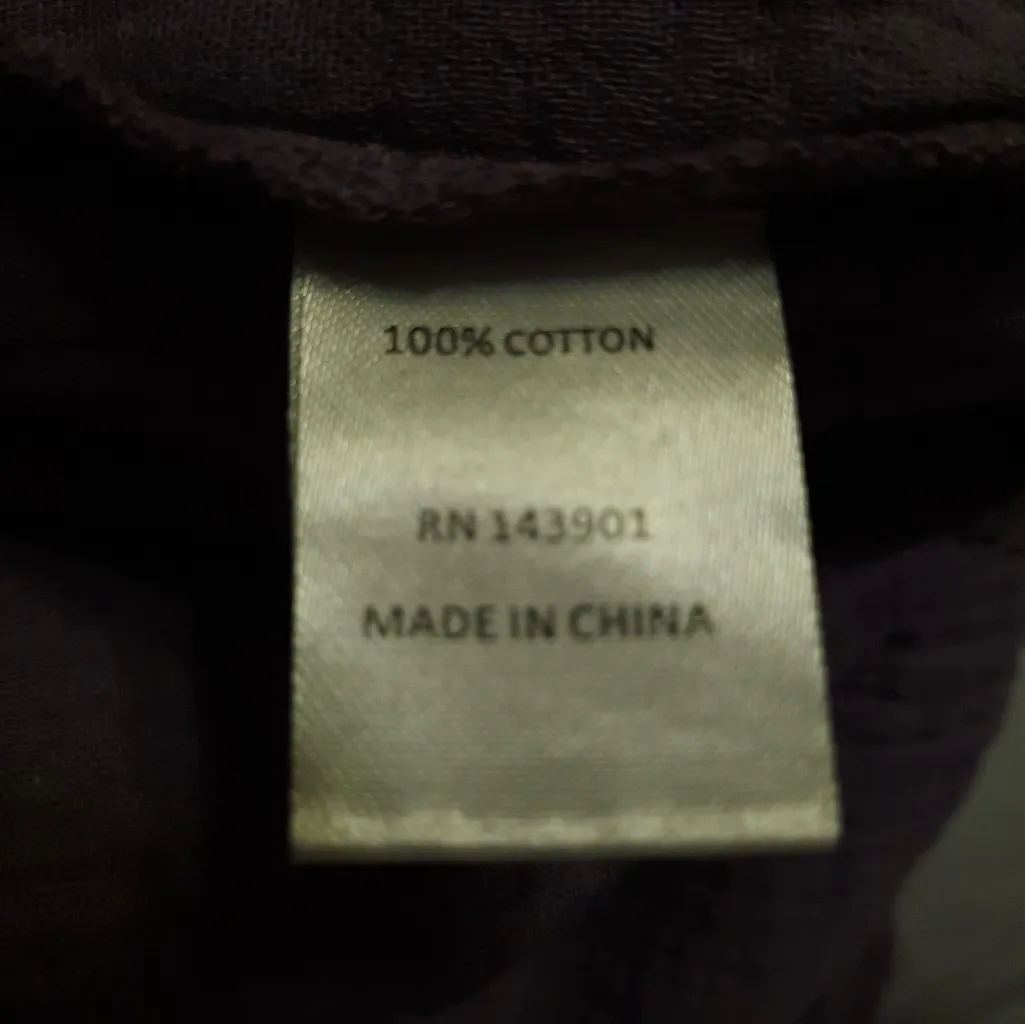 100% COTTON
RN 143901
MADE IN CHINA